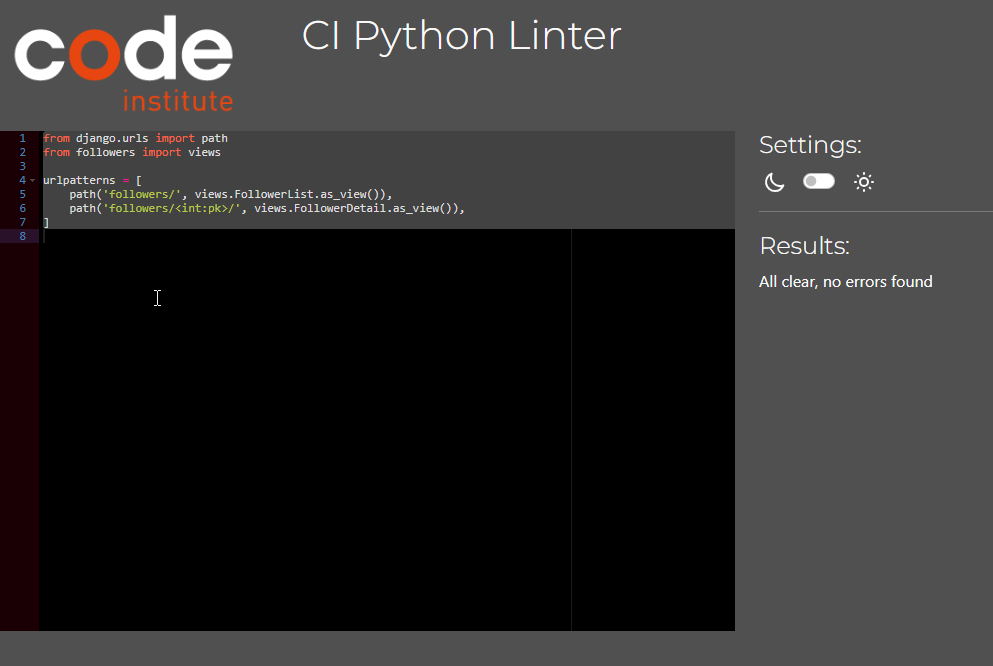 code
institute
CI Python Linter
1 from django.urls import path
2 from followers import views
3
4 urlpatterns = [
5     path('followers/', views.FollowerList.as_view()),
6     path('followers/<int:pk>/', views.FollowerDetail.as_view()),
7 ]
8
Settings:
Results:
All clear, no errors found